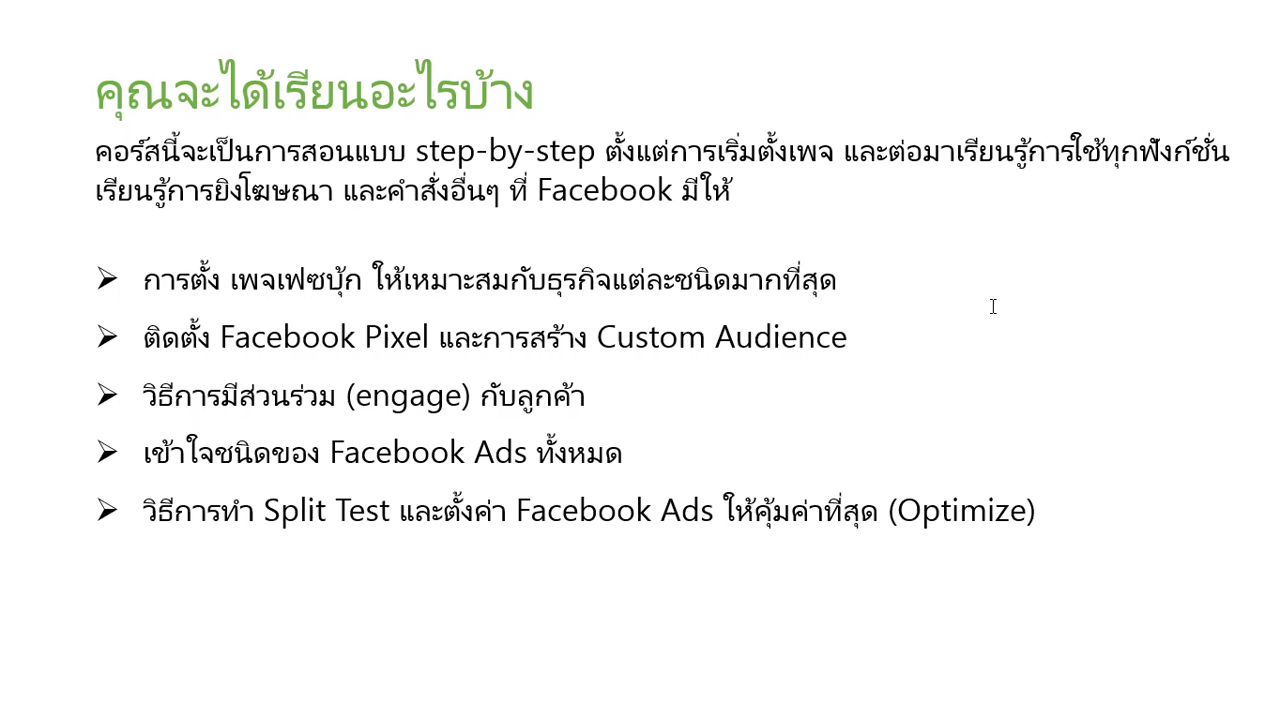 คุณจะได้เรียนอะไรบ้าง
คอร์สนี้จะเป็นการสอนแบบ step-by-step ตั้งแต่การเริ่มตั้งเพจ และต่อมาเรียนรู้การใช้ทุกฟังก์ชั่น
เรียนรู้การยิงโฆษณา และคำสั่งอื่นๆ ที่ Facebook มีให้
➢ การตั้ง เพจเฟซบุ้ก ให้เหมาะสมกับธุรกิจแต่ละชนิดมากที่สุด
➢ ติดตั้ง Facebook Pixel และการสร้าง Custom Audience
➢ วิธีการมีส่วนร่วม (engage) กับลูกค้า
➢ เข้าใจชนิดของ Facebook Ads ทั้งหมด
➢ วิธีการทำ Split Test และตั้งค่า Facebook Ads ให้คุ้มค่าที่สุด (Optimize)